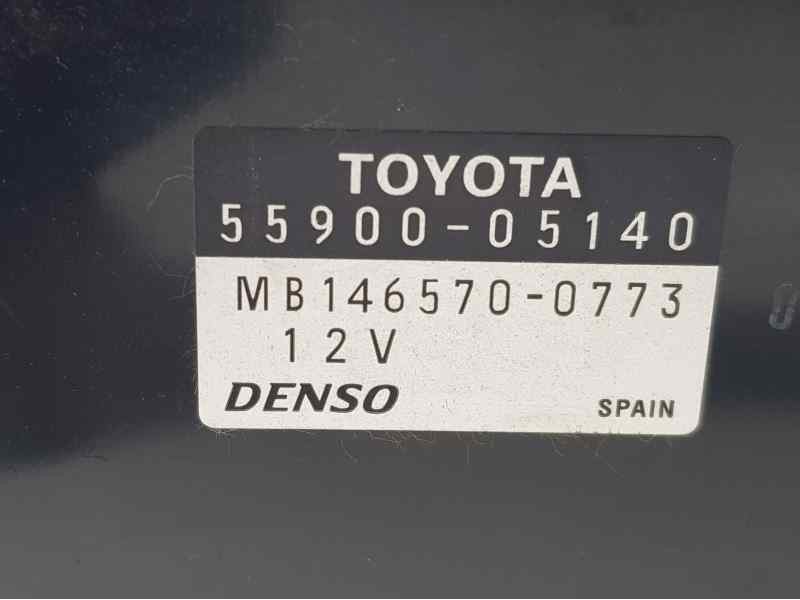 TOYOTA
55900-05140
MB146570-0773
12V
DENSO SPAIN